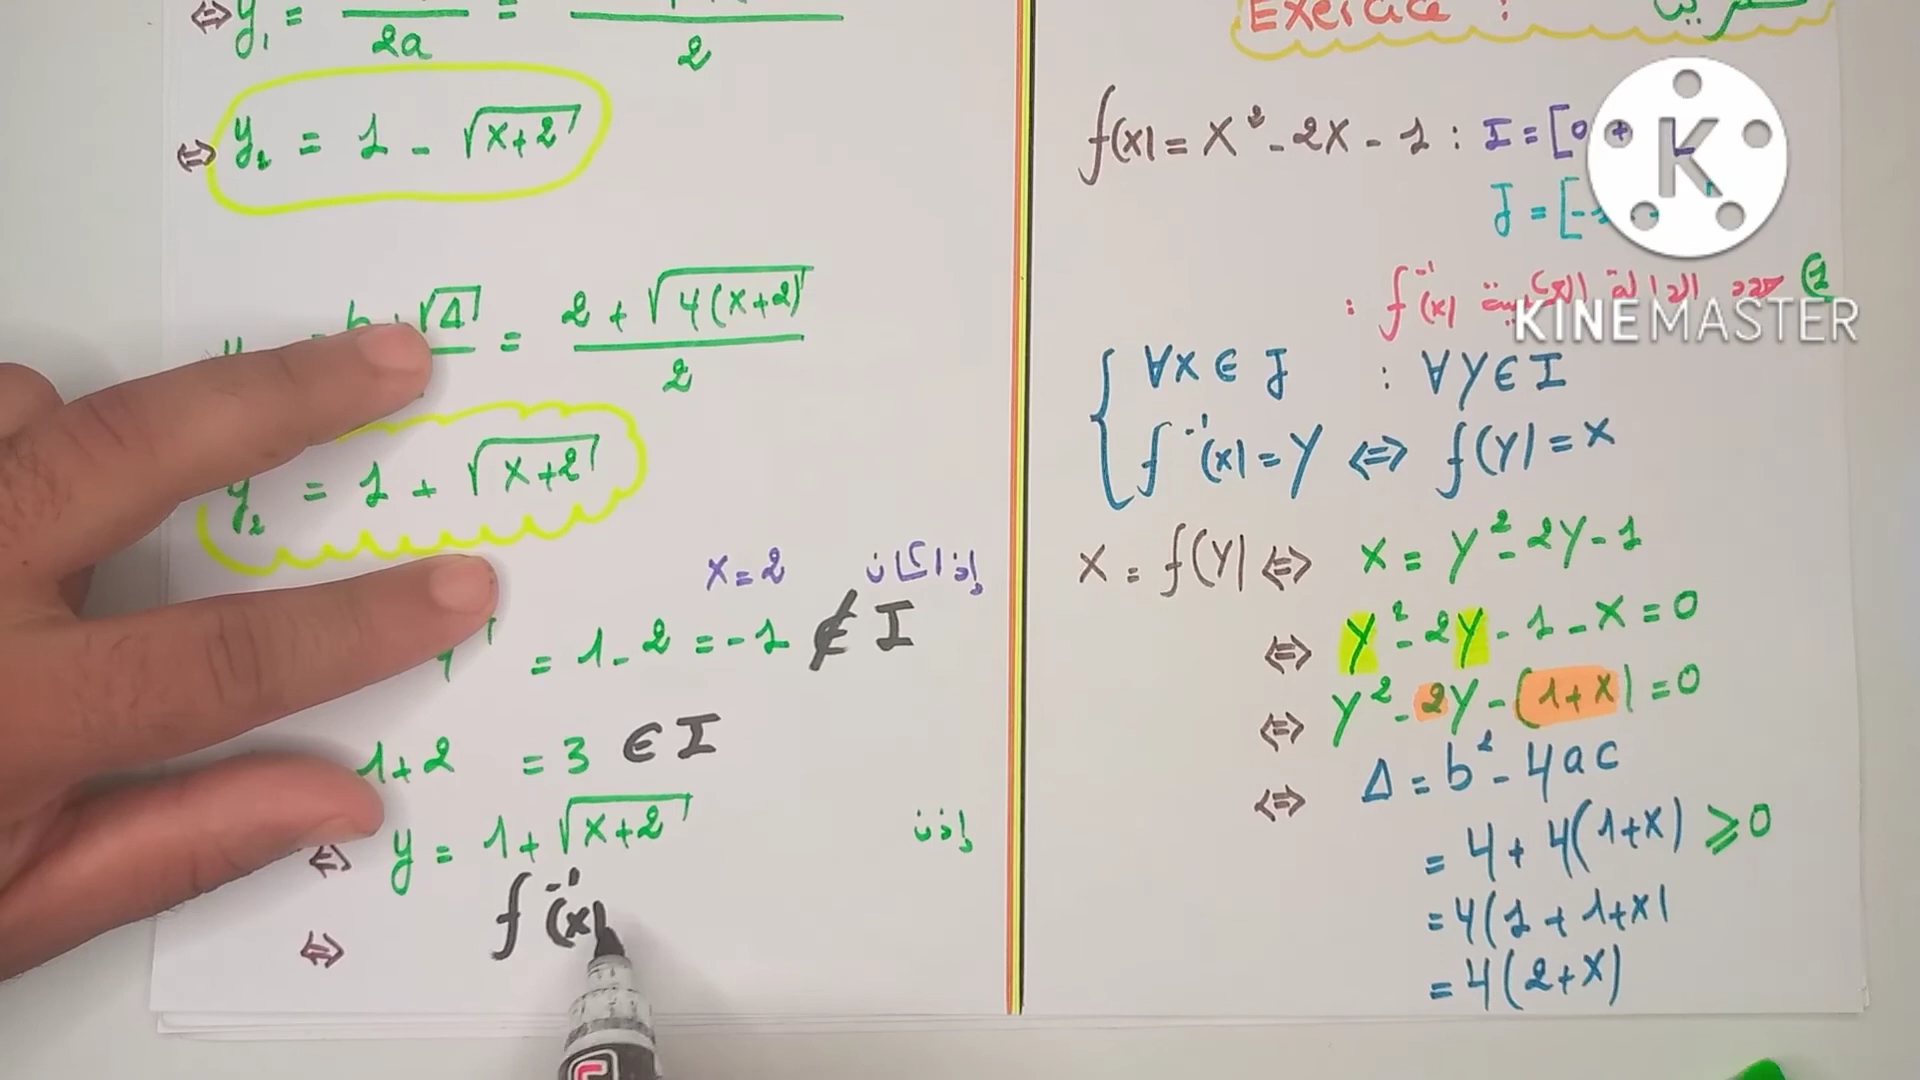 ⇔ y₁ = 2a = 2
⇔ y₁ = 1 - √(x+2)
√Δ = (2 + √(4(x+2))) / 2
y₂ = 1 + √(x+2)
x = 2 إذا كان
= 1 - 2 = -1 ∉ I
1+2 = 3 ∈ I
⇔ y = 1 + √(x+2) إذن
⇔ f⁻¹(x)
Exercice : تمرين
f(x) = x² - 2x - 1 : I = [0
J = [-
2) حدد الدالة العكسية f⁻¹(x) :
∀x ∈ J : ∀y ∈ I
f⁻¹(x) = y ⇔ f(y) = x
x = f(y) ⇔ x = y² - 2y - 1
⇔ y² - 2y - 1 - x = 0
⇔ y² - 2y - (1+x) = 0
⇔ Δ = b² - 4ac
= 4 + 4(1+x) ⩾ 0
= 4(1 + 1+x)
= 4(2+x)
K
KINEMASTER